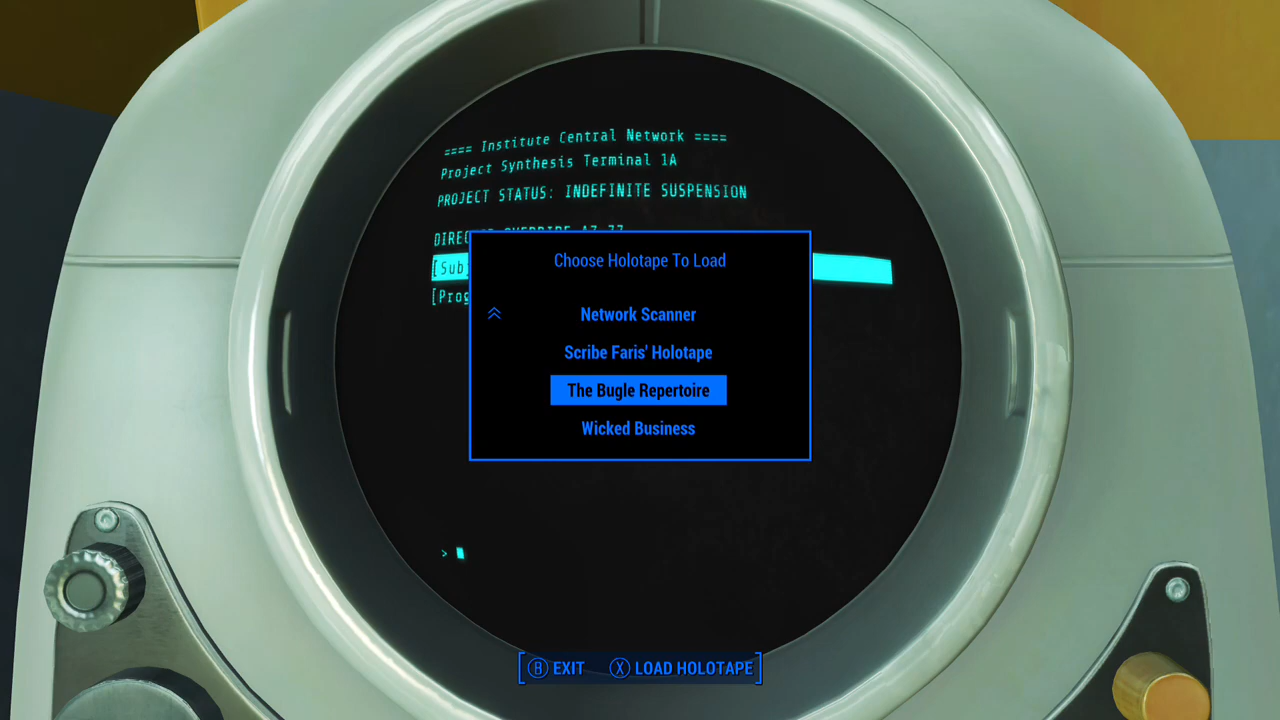 ==== Institute Central Network ====
Project Synthesis Terminal 1A
PROJECT STATUS: INDEFINITE SUSPENSION
Choose Holotape To Load
Network Scanner
Scribe Faris' Holotape
The Bugle Repertoire
Wicked Business
>
Ⓑ EXIT Ⓧ LOAD HOLOTAPE